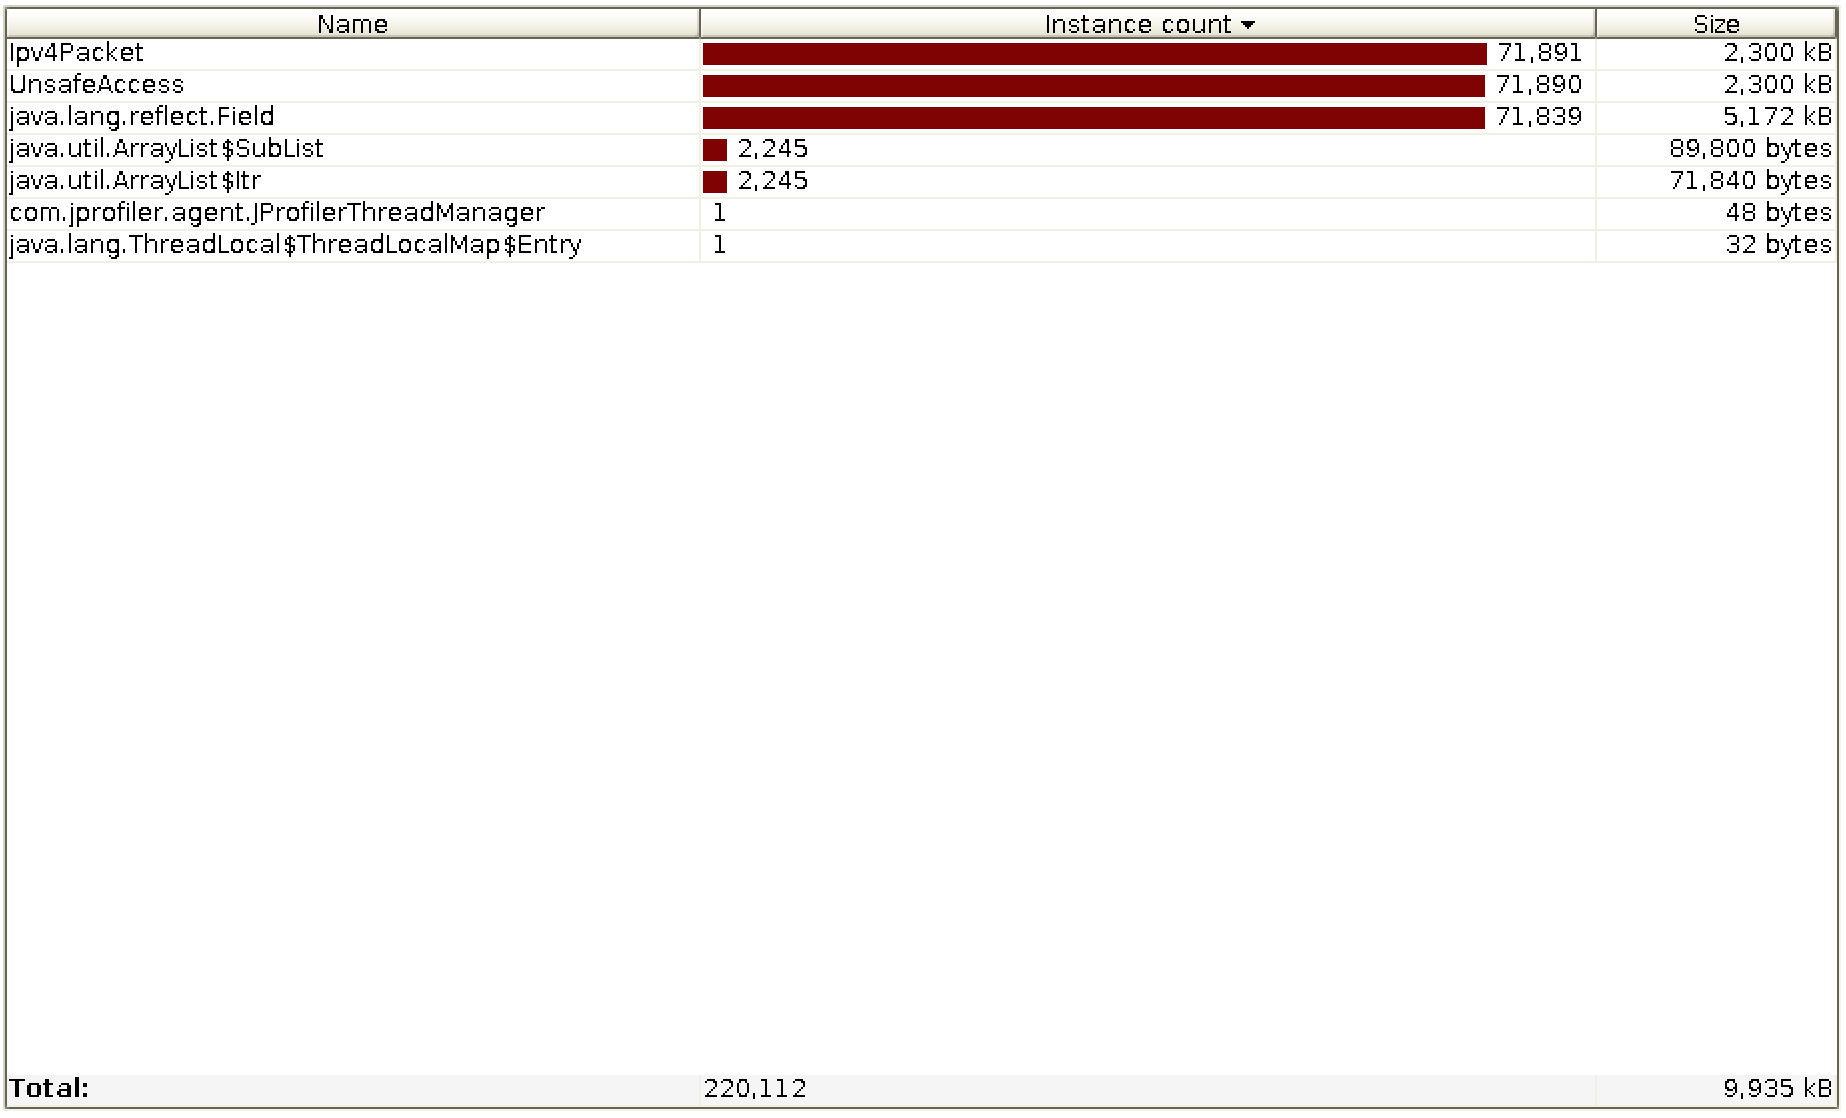 Name Instance count Size
Ipv4Packet 71,891 2,300 kB
UnsafeAccess 71,890 2,300 kB
java.lang.reflect.Field 71,839 5,172 kB
java.util.ArrayList$SubList 2,245 89,800 bytes
java.util.ArrayList$Itr 2,245 71,840 bytes
com.jprofiler.agent.JProfilerThreadManager 1 48 bytes
java.lang.ThreadLocal$ThreadLocalMap$Entry 1 32 bytes
Total: 220,112 9,935 kB